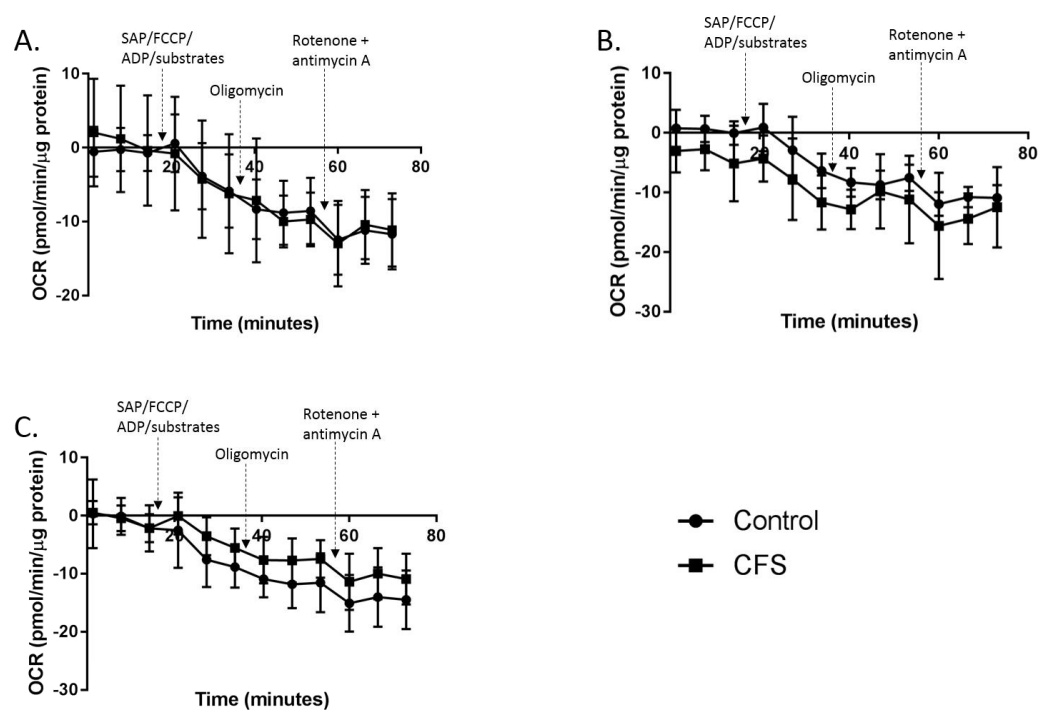 A.
SAP/FCCP/
ADP/substrates
Oligomycin
Rotenone +
antimycin A
OCR (pmol/min/µg protein)
10
0
-10
-20
20
40
60
80
Time (minutes)
B.
SAP/FCCP/
ADP/substrates
Oligomycin
Rotenone +
antimycin A
OCR (pmol/min/µg protein)
10
0
-10
-20
-30
20
40
60
80
Time (minutes)
C.
SAP/FCCP/
ADP/substrates
Oligomycin
Rotenone +
antimycin A
OCR (pmol/min/µg protein)
10
0
-10
-20
-30
20
40
60
80
Time (minutes)
Control
CFS